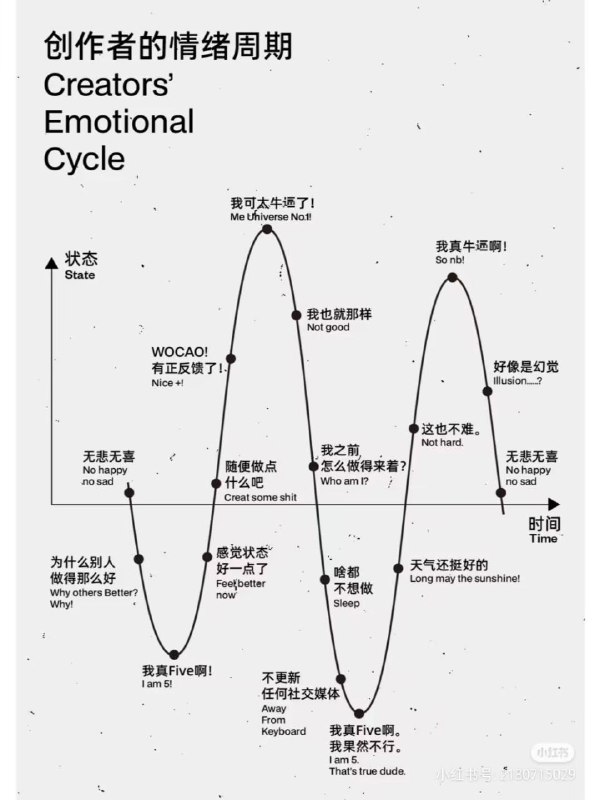 创作者的情绪周期
Creators'
Emotional
Cycle
我可太牛逼了！
Me Universe No.1!
状态
State
我真牛逼啊！
So nb!
我也就那样
Not good
WOCAO!
有正反馈了！
Nice +!
好像是幻觉
Illusion.....?
这也不难。
Not hard.
无悲无喜
No happy
no sad
随便做点
什么吧
Creat some shit
我之前
怎么做得来着？
Who am I?
无悲无喜
No happy
no sad
时间
Time
为什么别人
做得那么好
Why others Better?
Why!
感觉状态
好一点了
Feel better
now
啥都
不想做
Sleep
天气还挺好的
Long may the sunshine!
我真Five啊！
I am 5!
不更新
任何社交媒体
Away
From
Keyboard
我真Five啊。
我果然不行。
I am 5.
That's true dude.
小红书
小红书号